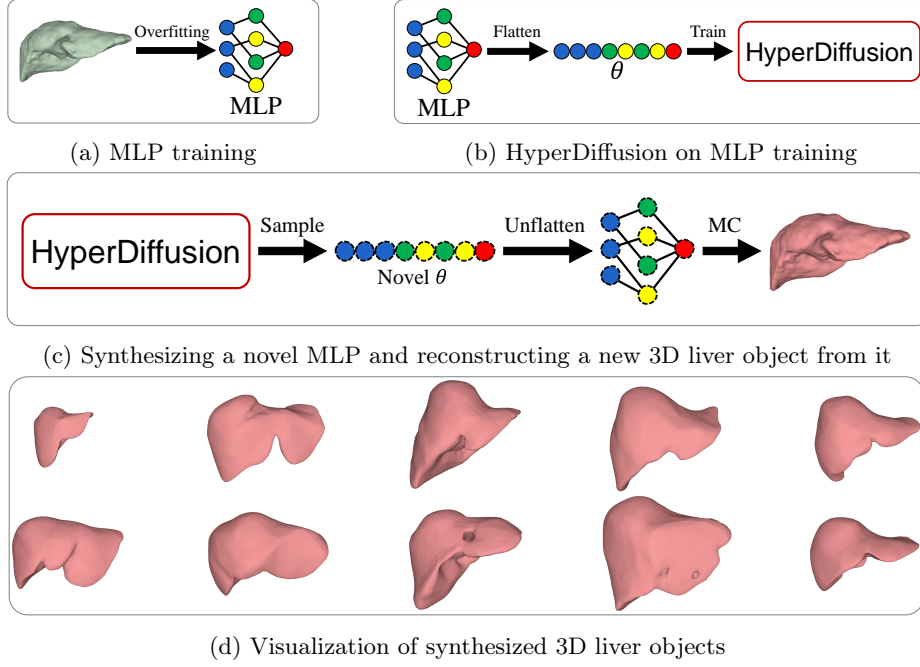 Overfitting
MLP
(a) MLP training
MLP
Flatten
θ
Train
HyperDiffusion
(b) HyperDiffusion on MLP training
HyperDiffusion
Sample
Novel θ
Unflatten
MC
(c) Synthesizing a novel MLP and reconstructing a new 3D liver object from it
(d) Visualization of synthesized 3D liver objects